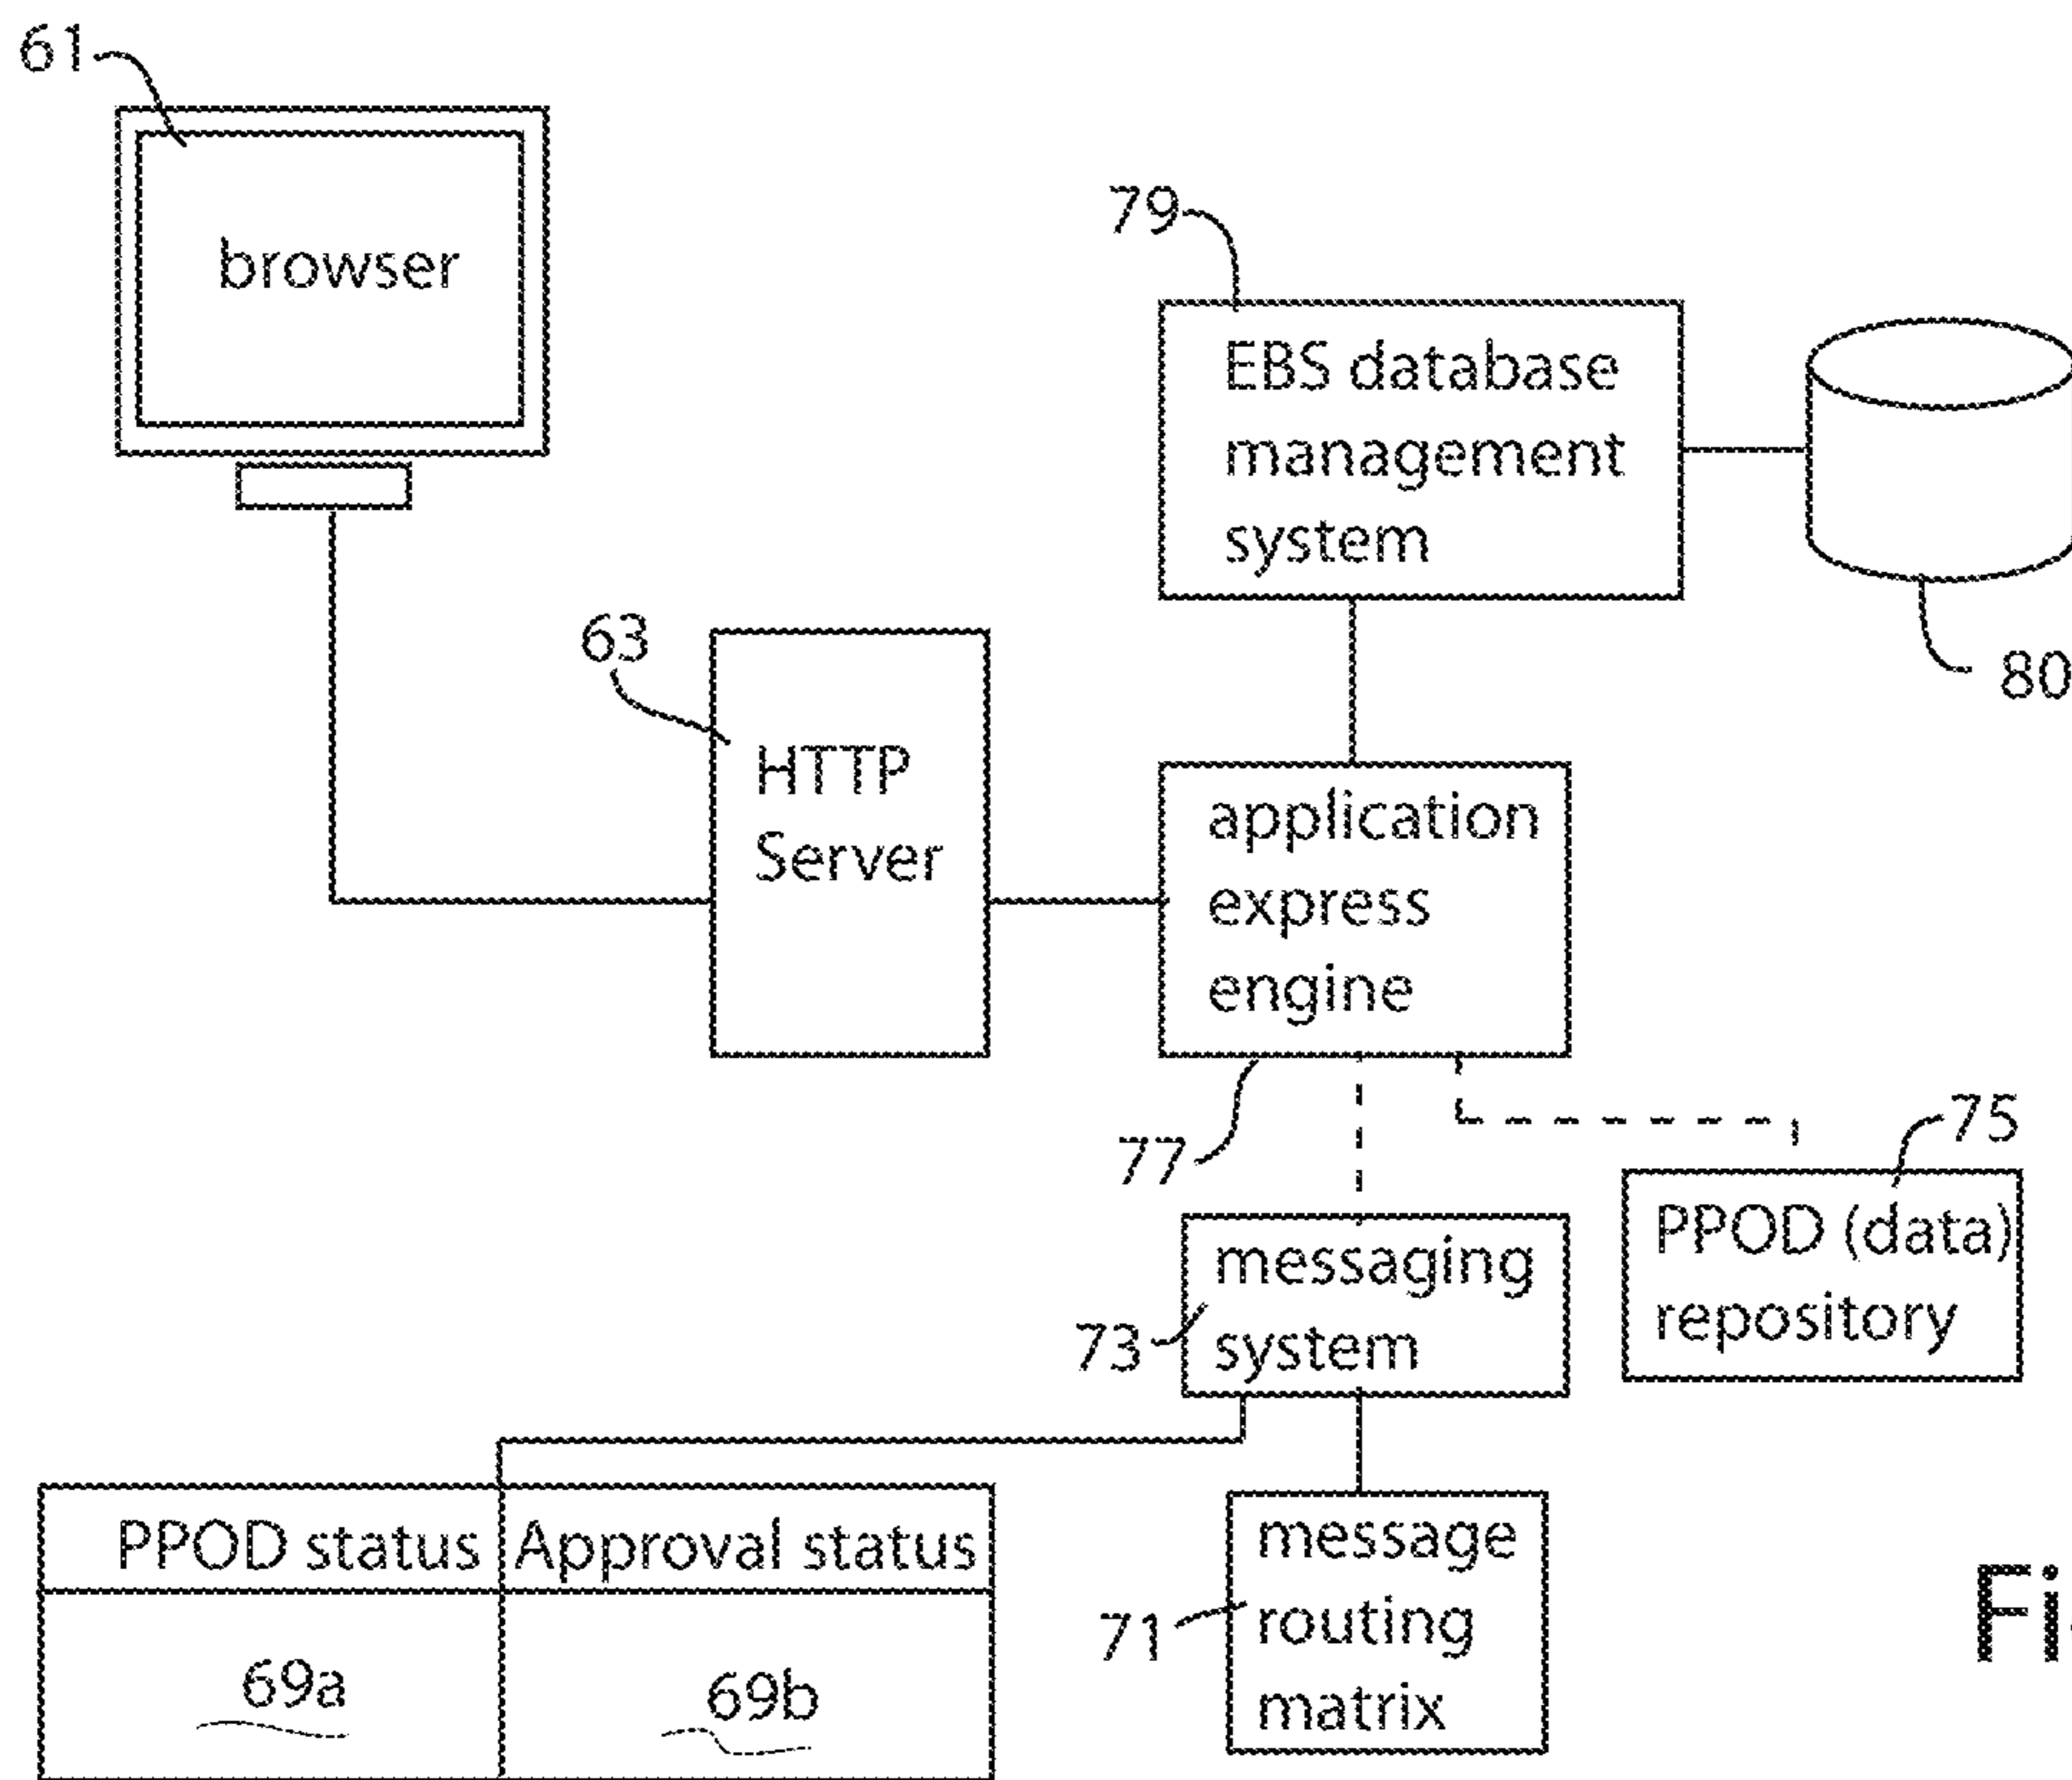 61
browser
79
EBS database
management
system
80
63
HTTP
Server
application
express
engine
77
75
PPOD (data)
repository
messaging
system
73
PPOD status
Approval status
69a
69b
message
routing
matrix
71